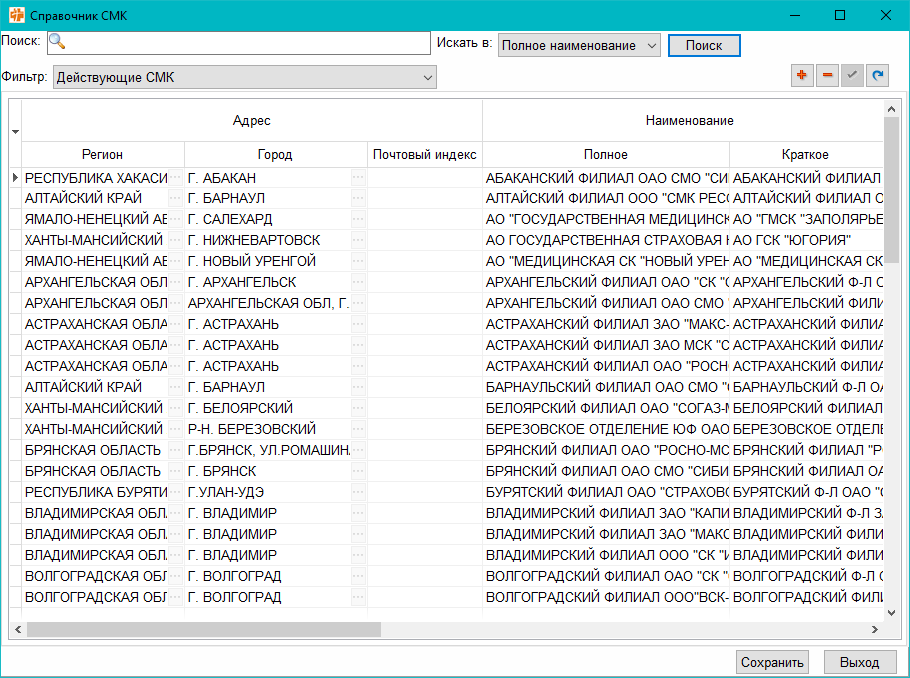 Справочник СМК
Поиск: Искать в: Полное наименование Поиск
Фильтр: Действующие СМК
Адрес Наименование
Регион Город Почтовый индекс Полное Краткое
РЕСПУБЛИКА ХАКАСИ Г. АБАКАН АБАКАНСКИЙ ФИЛИАЛ ОАО СМО "СИ АБАКАНСКИЙ ФИЛИАЛ
АЛТАЙСКИЙ КРАЙ Г. БАРНАУЛ АЛТАЙСКИЙ ФИЛИАЛ ООО "СМК РЕСО АЛТАЙСКИЙ ФИЛИАЛ О
ЯМАЛО-НЕНЕЦКИЙ АВ Г. САЛЕХАРД АО "ГОСУДАРСТВЕННАЯ МЕДИЦИНСК АО "ГМСК "ЗАПОЛЯРЬЕ
ХАНТЫ-МАНСИЙСКИЙ Г. НИЖНЕВАРТОВСК АО ГОСУДАРСТВЕННАЯ СТРАХОВАЯ К АО ГСК "ЮГОРИЯ"
ЯМАЛО-НЕНЕЦКИЙ АВ Г. НОВЫЙ УРЕНГОЙ АО "МЕДИЦИНСКАЯ СК "НОВЫЙ УРЕН АО "МЕДИЦИНСКАЯ СК
АРХАНГЕЛЬСКАЯ ОБЛ Г. АРХАНГЕЛЬСК АРХАНГЕЛЬСКИЙ ФИЛИАЛ ОАО "СК "С АРХАНГЕЛЬСКИЙ Ф-Л О
АРХАНГЕЛЬСКАЯ ОБЛ АРХАНГЕЛЬСКАЯ ОБЛ, Г. АРХАНГЕЛЬСКИЙ ФИЛИАЛ ОАО СМО АРХАНГЕЛЬСКИЙ ФИЛИ
АСТРАХАНСКАЯ ОБЛА Г. АСТРАХАНЬ АСТРАХАНСКИЙ ФИЛИАЛ ЗАО "МАКС- АСТРАХАНСКИЙ ФИЛИА
АСТРАХАНСКАЯ ОБЛА Г. АСТРАХАНЬ АСТРАХАНСКИЙ ФИЛИАЛ ЗАО МСК "С АСТРАХАНСКИЙ ФИЛИА
АСТРАХАНСКАЯ ОБЛА Г. АСТРАХАНЬ АСТРАХАНСКИЙ ФИЛИАЛ ОАО "РОСН АСТРАХАНСКИЙ ФИЛИА
АЛТАЙСКИЙ КРАЙ Г. БАРНАУЛ БАРНАУЛЬСКИЙ ФИЛИАЛ ОАО СМО "С БАРНАУЛЬСКИЙ Ф-Л ОА
ХАНТЫ-МАНСИЙСКИЙ Г. БЕЛОЯРСКИЙ БЕЛОЯРСКИЙ ФИЛИАЛ ОАО "СОГАЗ-М БЕЛОЯРСКИЙ ФИЛИАЛ
ХАНТЫ-МАНСИЙСКИЙ Р-Н. БЕРЕЗОВСКИЙ БЕРЕЗОВСКОЕ ОТДЕЛЕНИЕ ЮФ ОАО БЕРЕЗОВСКОЕ ОТДЕЛЕ
БРЯНСКАЯ ОБЛАСТЬ Г.БРЯНСК, УЛ.РОМАШИН, БРЯНСКИЙ ФИЛИАЛ ОАО "РОСНО-МС БРЯНСКИЙ ФИЛИАЛ "Р
БРЯНСКАЯ ОБЛАСТЬ Г. БРЯНСК БРЯНСКИЙ ФИЛИАЛ ОАО СМО "СИБИ БРЯНСКИЙ ФИЛИАЛ ОА
РЕСПУБЛИКА БУРЯТИ Г.УЛАН-УДЭ БУРЯТСКИЙ ФИЛИАЛ ОАО "СТРАХОВО БУРЯТСКИЙ Ф-Л ОАО "С
ВЛАДИМИРСКАЯ ОБЛ Г. ВЛАДИМИР ВЛАДИМИРСКИЙ ФИЛИАЛ ЗАО "КАПИ ВЛАДИМИРСКИЙ Ф-Л ЗА
ВЛАДИМИРСКАЯ ОБЛ Г. ВЛАДИМИР ВЛАДИМИРСКИЙ ФИЛИАЛ ЗАО "МАКС ВЛАДИМИРСКИЙ ФИЛИ
ВЛАДИМИРСКАЯ ОБЛ Г. ВЛАДИМИР ВЛАДИМИРСКИЙ ФИЛИАЛ ООО "СК "И ВЛАДИМИРСКИЙ ФИЛИ
ВОЛГОГРАДСКАЯ ОБЛ Г. ВОЛГОГРАД ВОЛГОГРАДСКИЙ ФИЛИАЛ ОАО "СК " ВОЛГОГРАДСКИЙ Ф-Л О
ВОЛГОГРАДСКАЯ ОБЛ Г. ВОЛГОГРАД ВОЛГОГРАДСКИЙ ФИЛИАЛ ООО"ВСК- ВОЛГОГРАДСКИЙ ФИЛ
Сохранить Выход